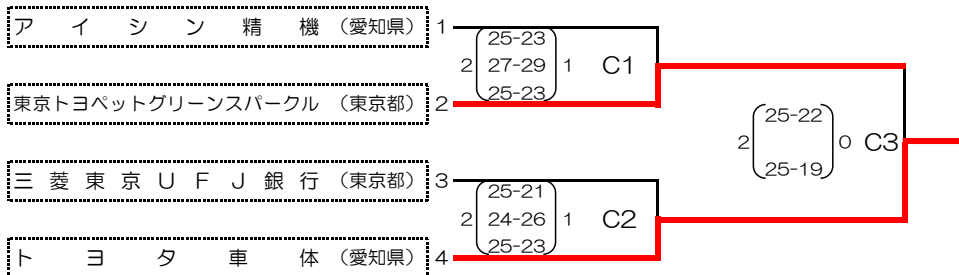 アイシン精機 （愛知県） 1
25-23
2 27-29 1 C1
25-23
東京トヨペットグリーンスパークル （東京都） 2
25-22
2 0 C3
25-19
三菱東京UFJ銀行 （東京都） 3
25-21
2 24-26 1 C2
25-23
トヨタ車体 （愛知県） 4